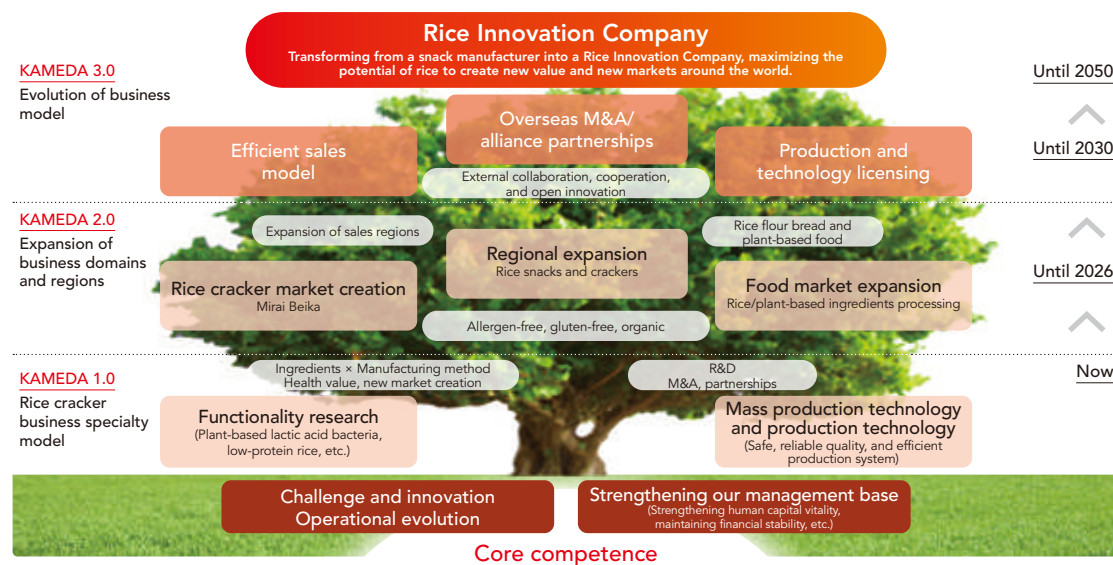 Rice Innovation Company
Transforming from a snack manufacturer into a Rice Innovation Company, maximizing the
potential of rice to create new value and new markets around the world.
KAMEDA 3.0
Evolution of business
model
Until 2050
Until 2030
Efficient sales
model
Overseas M&A/
alliance partnerships
Production and
technology licensing
External collaboration, cooperation,
and open innovation
KAMEDA 2.0
Expansion of
business domains
and regions
Until 2026
Expansion of sales regions
Rice flour bread and
plant-based food
Regional expansion
Rice snacks and crackers
Rice cracker market creation
Mirai Beika
Food market expansion
Rice/plant-based ingredients processing
Allergen-free, gluten-free, organic
KAMEDA 1.0
Rice cracker
business specialty
model
Now
Ingredients × Manufacturing method
Health value, new market creation
R&D
M&A, partnerships
Functionality research
(Plant-based lactic acid bacteria,
low-protein rice, etc.)
Mass production technology
and production technology
(Safe, reliable quality, and efficient
production system)
Challenge and innovation
Operational evolution
Strengthening our management base
(Strengthening human capital vitality,
maintaining financial stability, etc.)
Core competence